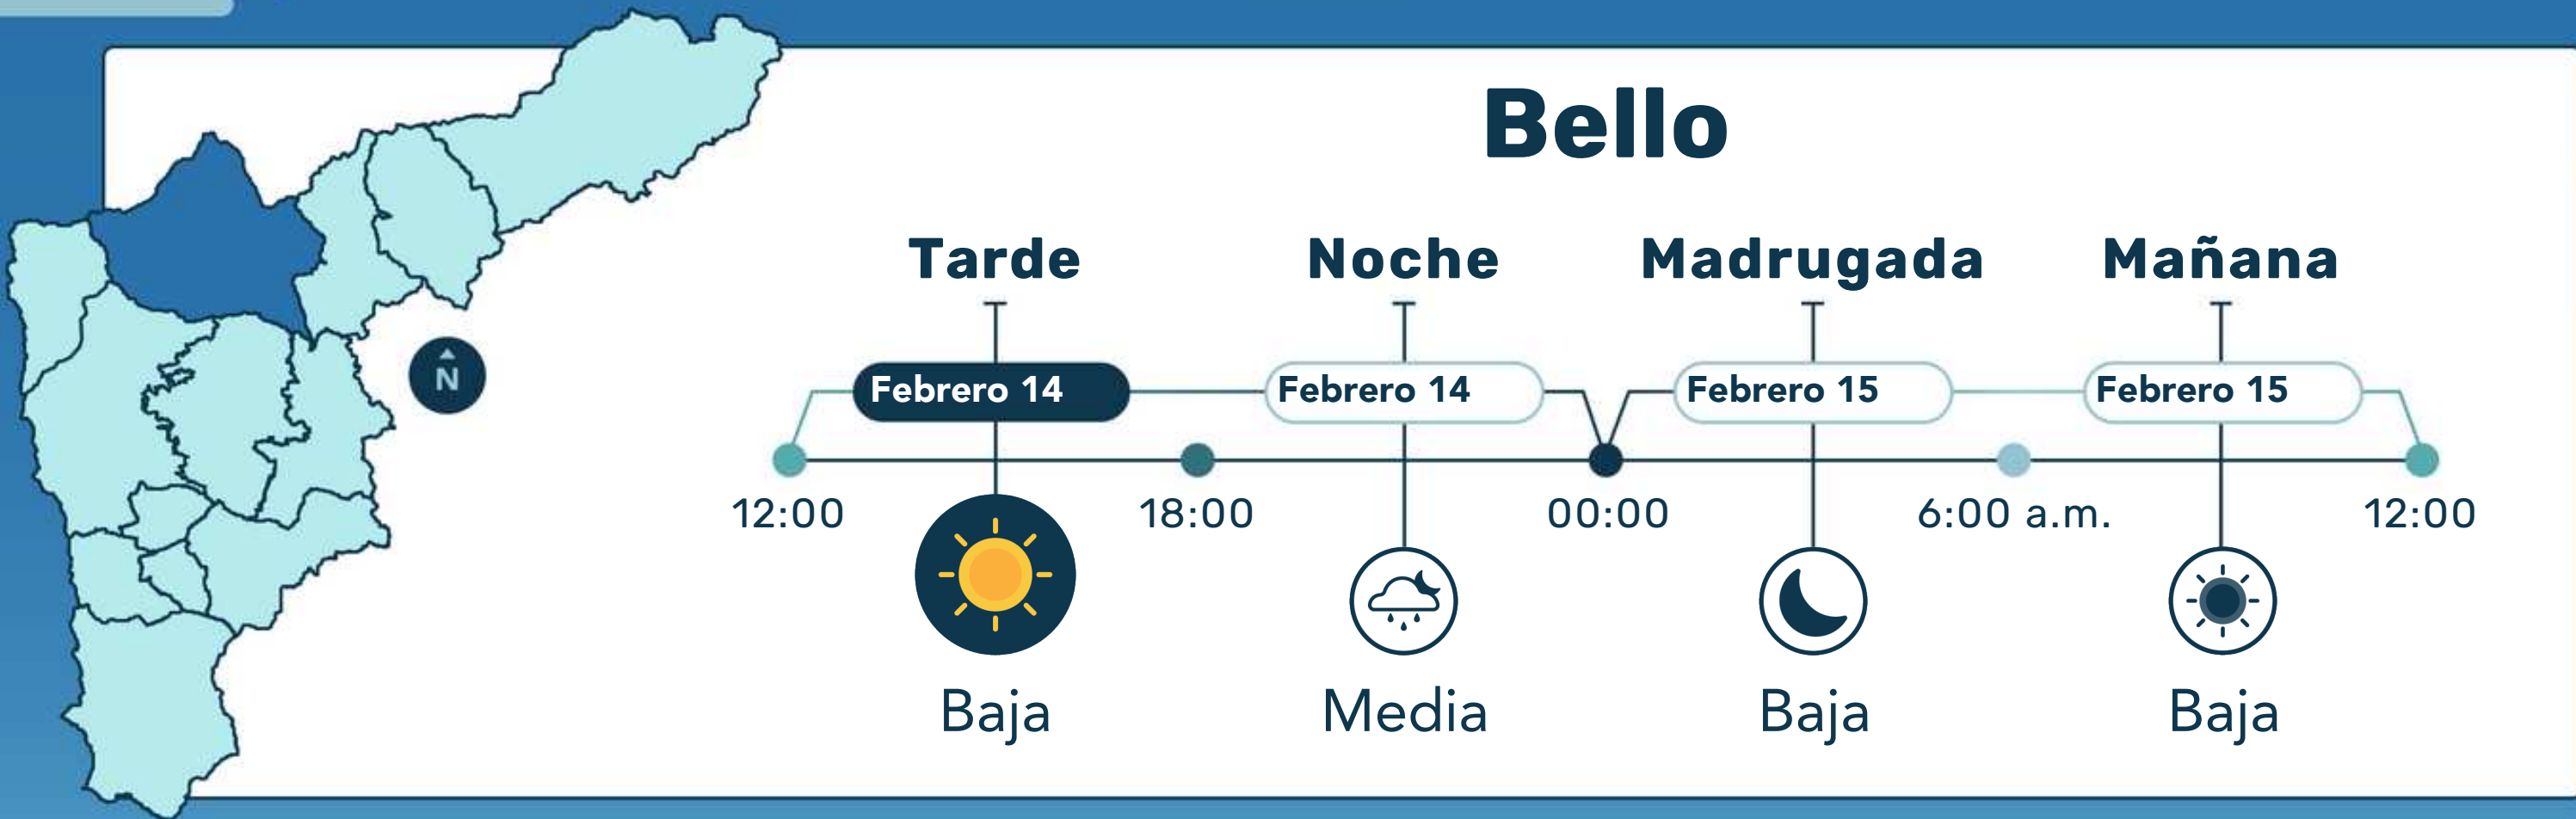 Bello
Tarde Noche Madrugada Mañana
Febrero 14 Febrero 14 Febrero 15 Febrero 15
N
12:00 18:00 00:00 6:00 a.m. 12:00
Baja Media Baja Baja